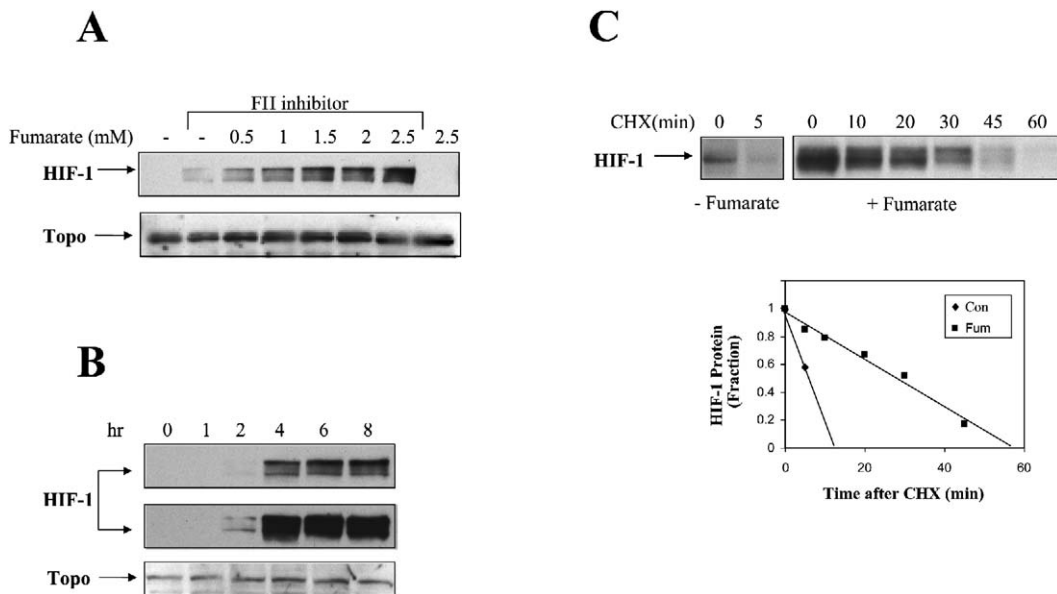 A
FII inhibitor
Fumarate (mM) - - 0.5 1 1.5 2 2.5 2.5
HIF-1
Topo
B
hr 0 1 2 4 6 8
HIF-1
Topo
C
CHX(min) 0 5 0 10 20 30 45 60
HIF-1
- Fumarate + Fumarate
1
0.8
0.6
0.4
0.2
0
HIF-1 Protein
(Fraction)
Con
Fum
0 20 40 60
Time after CHX (min)